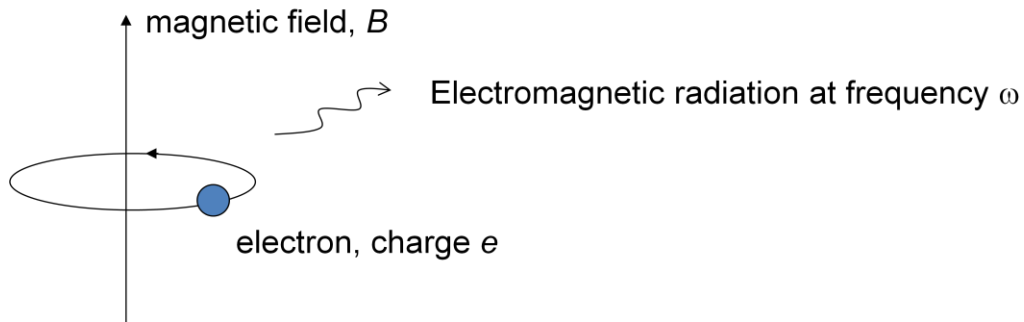 magnetic field, B
Electromagnetic radiation at frequency ω
electron, charge e